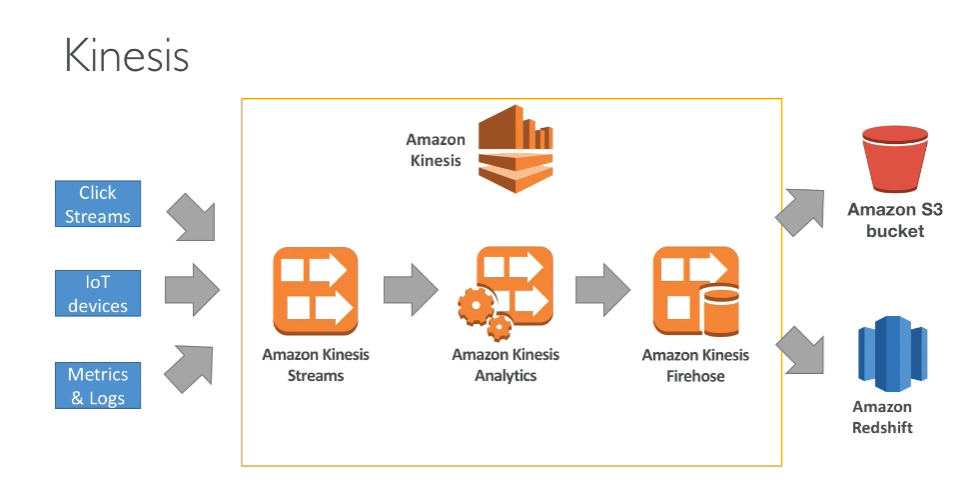 Kinesis
Amazon
Kinesis
Click
Streams
IoT
devices
Metrics
& Logs
Amazon Kinesis
Streams
Amazon Kinesis
Analytics
Amazon Kinesis
Firehose
Amazon S3
bucket
Amazon
Redshift